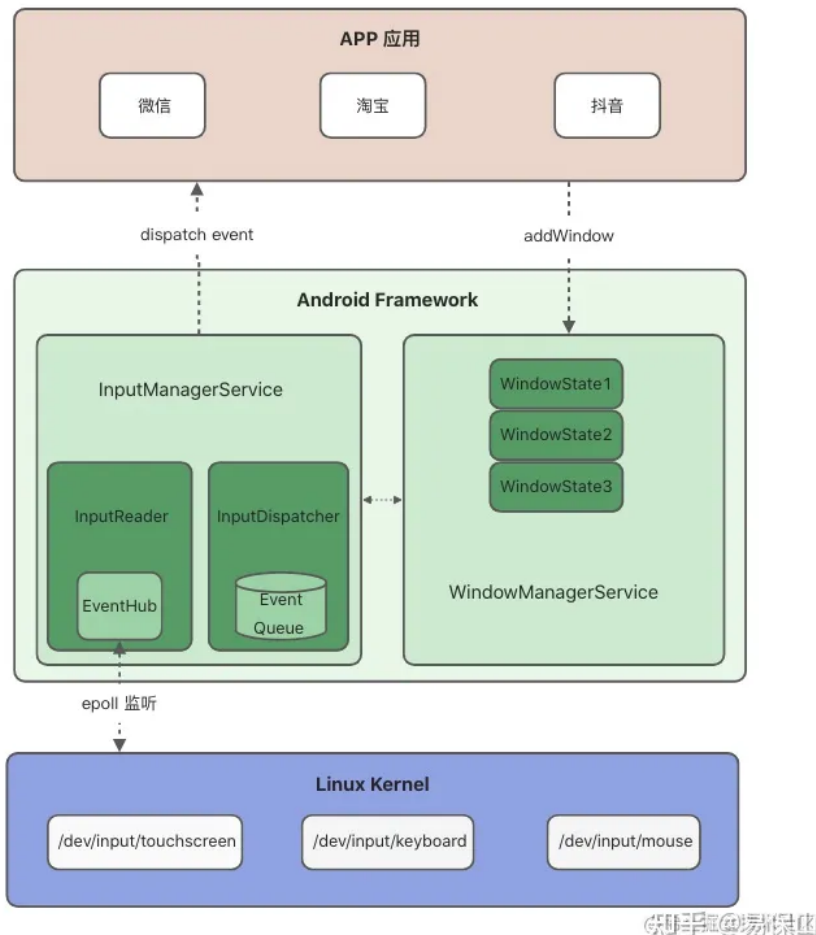 APP 应用
微信
淘宝
抖音
dispatch event
addWindow
Android Framework
InputManagerService
WindowState1
WindowState2
WindowState3
InputReader
InputDispatcher
EventHub
Event
Queue
WindowManagerService
epoll 监听
Linux Kernel
/dev/input/touchscreen
/dev/input/keyboard
/dev/input/mouse